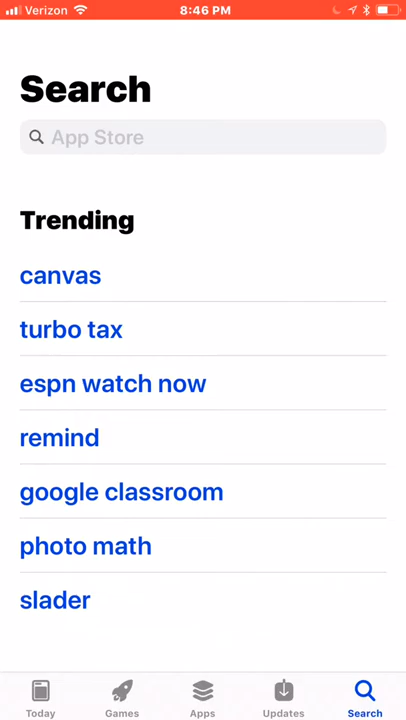 Verizon 8:46 PM
Search
App Store
Trending
canvas
turbo tax
espn watch now
remind
google classroom
photo math
slader
Today Games Apps Updates Search